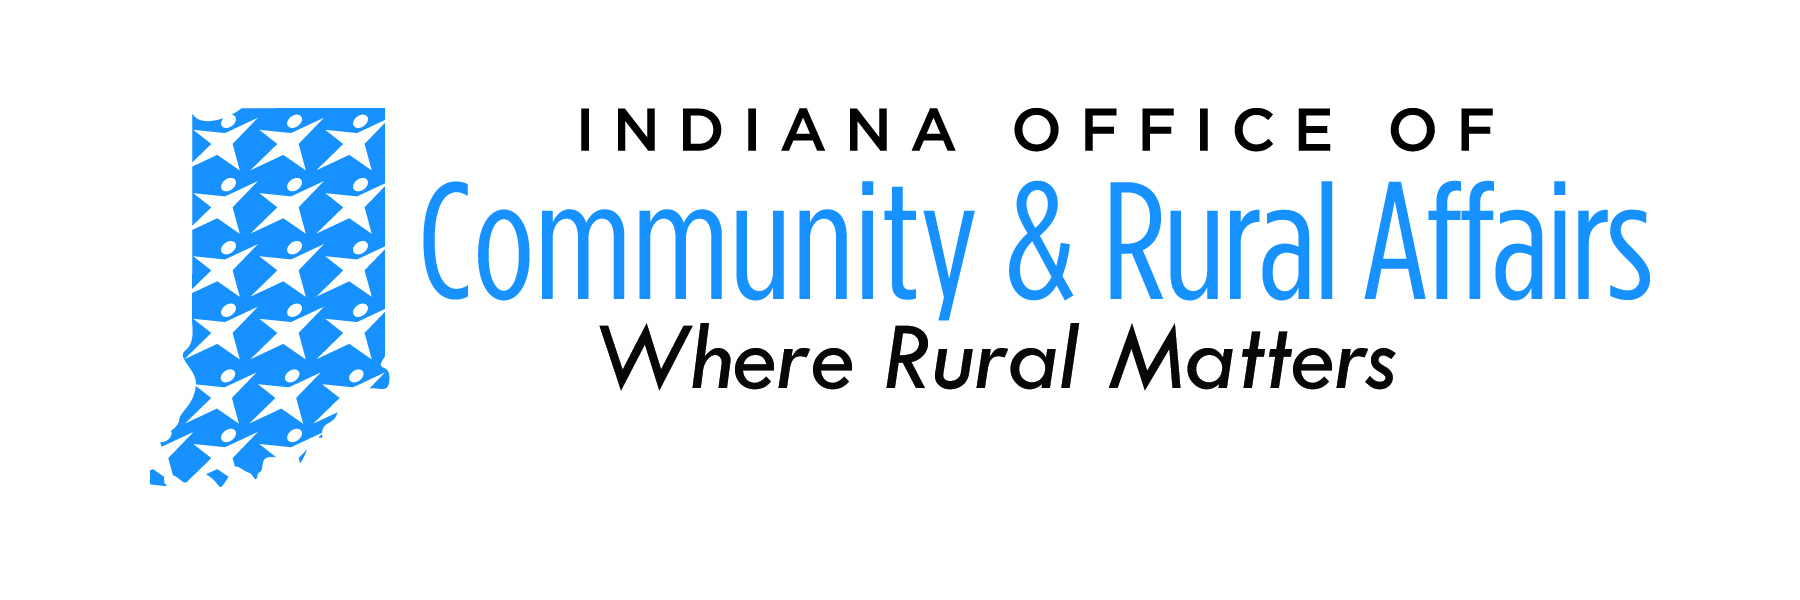 INDIANA OFFICE OF
Community & Rural Affairs
Where Rural Matters